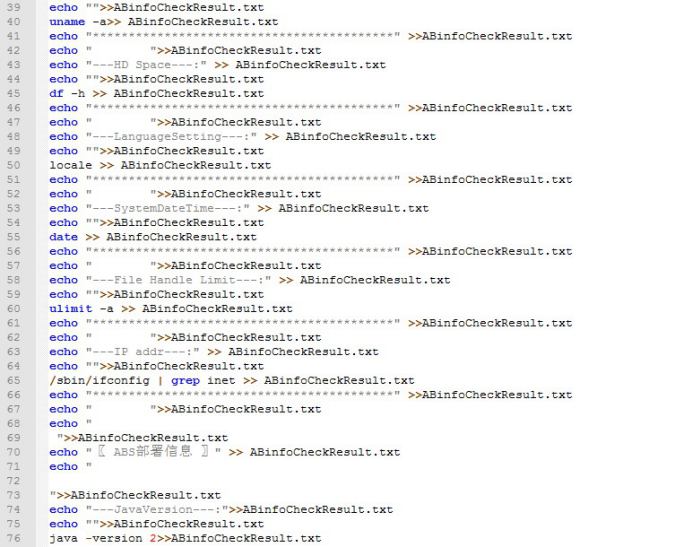 39 echo "">>ABinfoCheckResult.txt
40 uname -a>> ABinfoCheckResult.txt
41 echo "******************************************" >>ABinfoCheckResult.txt
42 echo "        ">>ABinfoCheckResult.txt
43 echo "---HD Space---:" >> ABinfoCheckResult.txt
44 echo "">>ABinfoCheckResult.txt
45 df -h >> ABinfoCheckResult.txt
46 echo "******************************************" >>ABinfoCheckResult.txt
47 echo "        ">>ABinfoCheckResult.txt
48 echo "---LanguageSetting---:" >> ABinfoCheckResult.txt
49 echo "">>ABinfoCheckResult.txt
50 locale >> ABinfoCheckResult.txt
51 echo "******************************************" >>ABinfoCheckResult.txt
52 echo "        ">>ABinfoCheckResult.txt
53 echo "---SystemDateTime---:" >> ABinfoCheckResult.txt
54 echo "">>ABinfoCheckResult.txt
55 date >> ABinfoCheckResult.txt
56 echo "******************************************" >>ABinfoCheckResult.txt
57 echo "        ">>ABinfoCheckResult.txt
58 echo "---File Handle Limit---:" >> ABinfoCheckResult.txt
59 echo "">>ABinfoCheckResult.txt
60 ulimit -a >> ABinfoCheckResult.txt
61 echo "******************************************" >>ABinfoCheckResult.txt
62 echo "        ">>ABinfoCheckResult.txt
63 echo "---IP addr---:" >> ABinfoCheckResult.txt
64 echo "">>ABinfoCheckResult.txt
65 /sbin/ifconfig | grep inet >> ABinfoCheckResult.txt
66 echo "******************************************" >>ABinfoCheckResult.txt
67 echo "        ">>ABinfoCheckResult.txt
68 echo "
69  ">>ABinfoCheckResult.txt
70 echo "〖 ABS部署信息 〗" >> ABinfoCheckResult.txt
71 echo "
72
73 ">>ABinfoCheckResult.txt
74 echo "---JavaVersion---:">>ABinfoCheckResult.txt
75 echo "">>ABinfoCheckResult.txt
76 java -version 2>>ABinfoCheckResult.txt